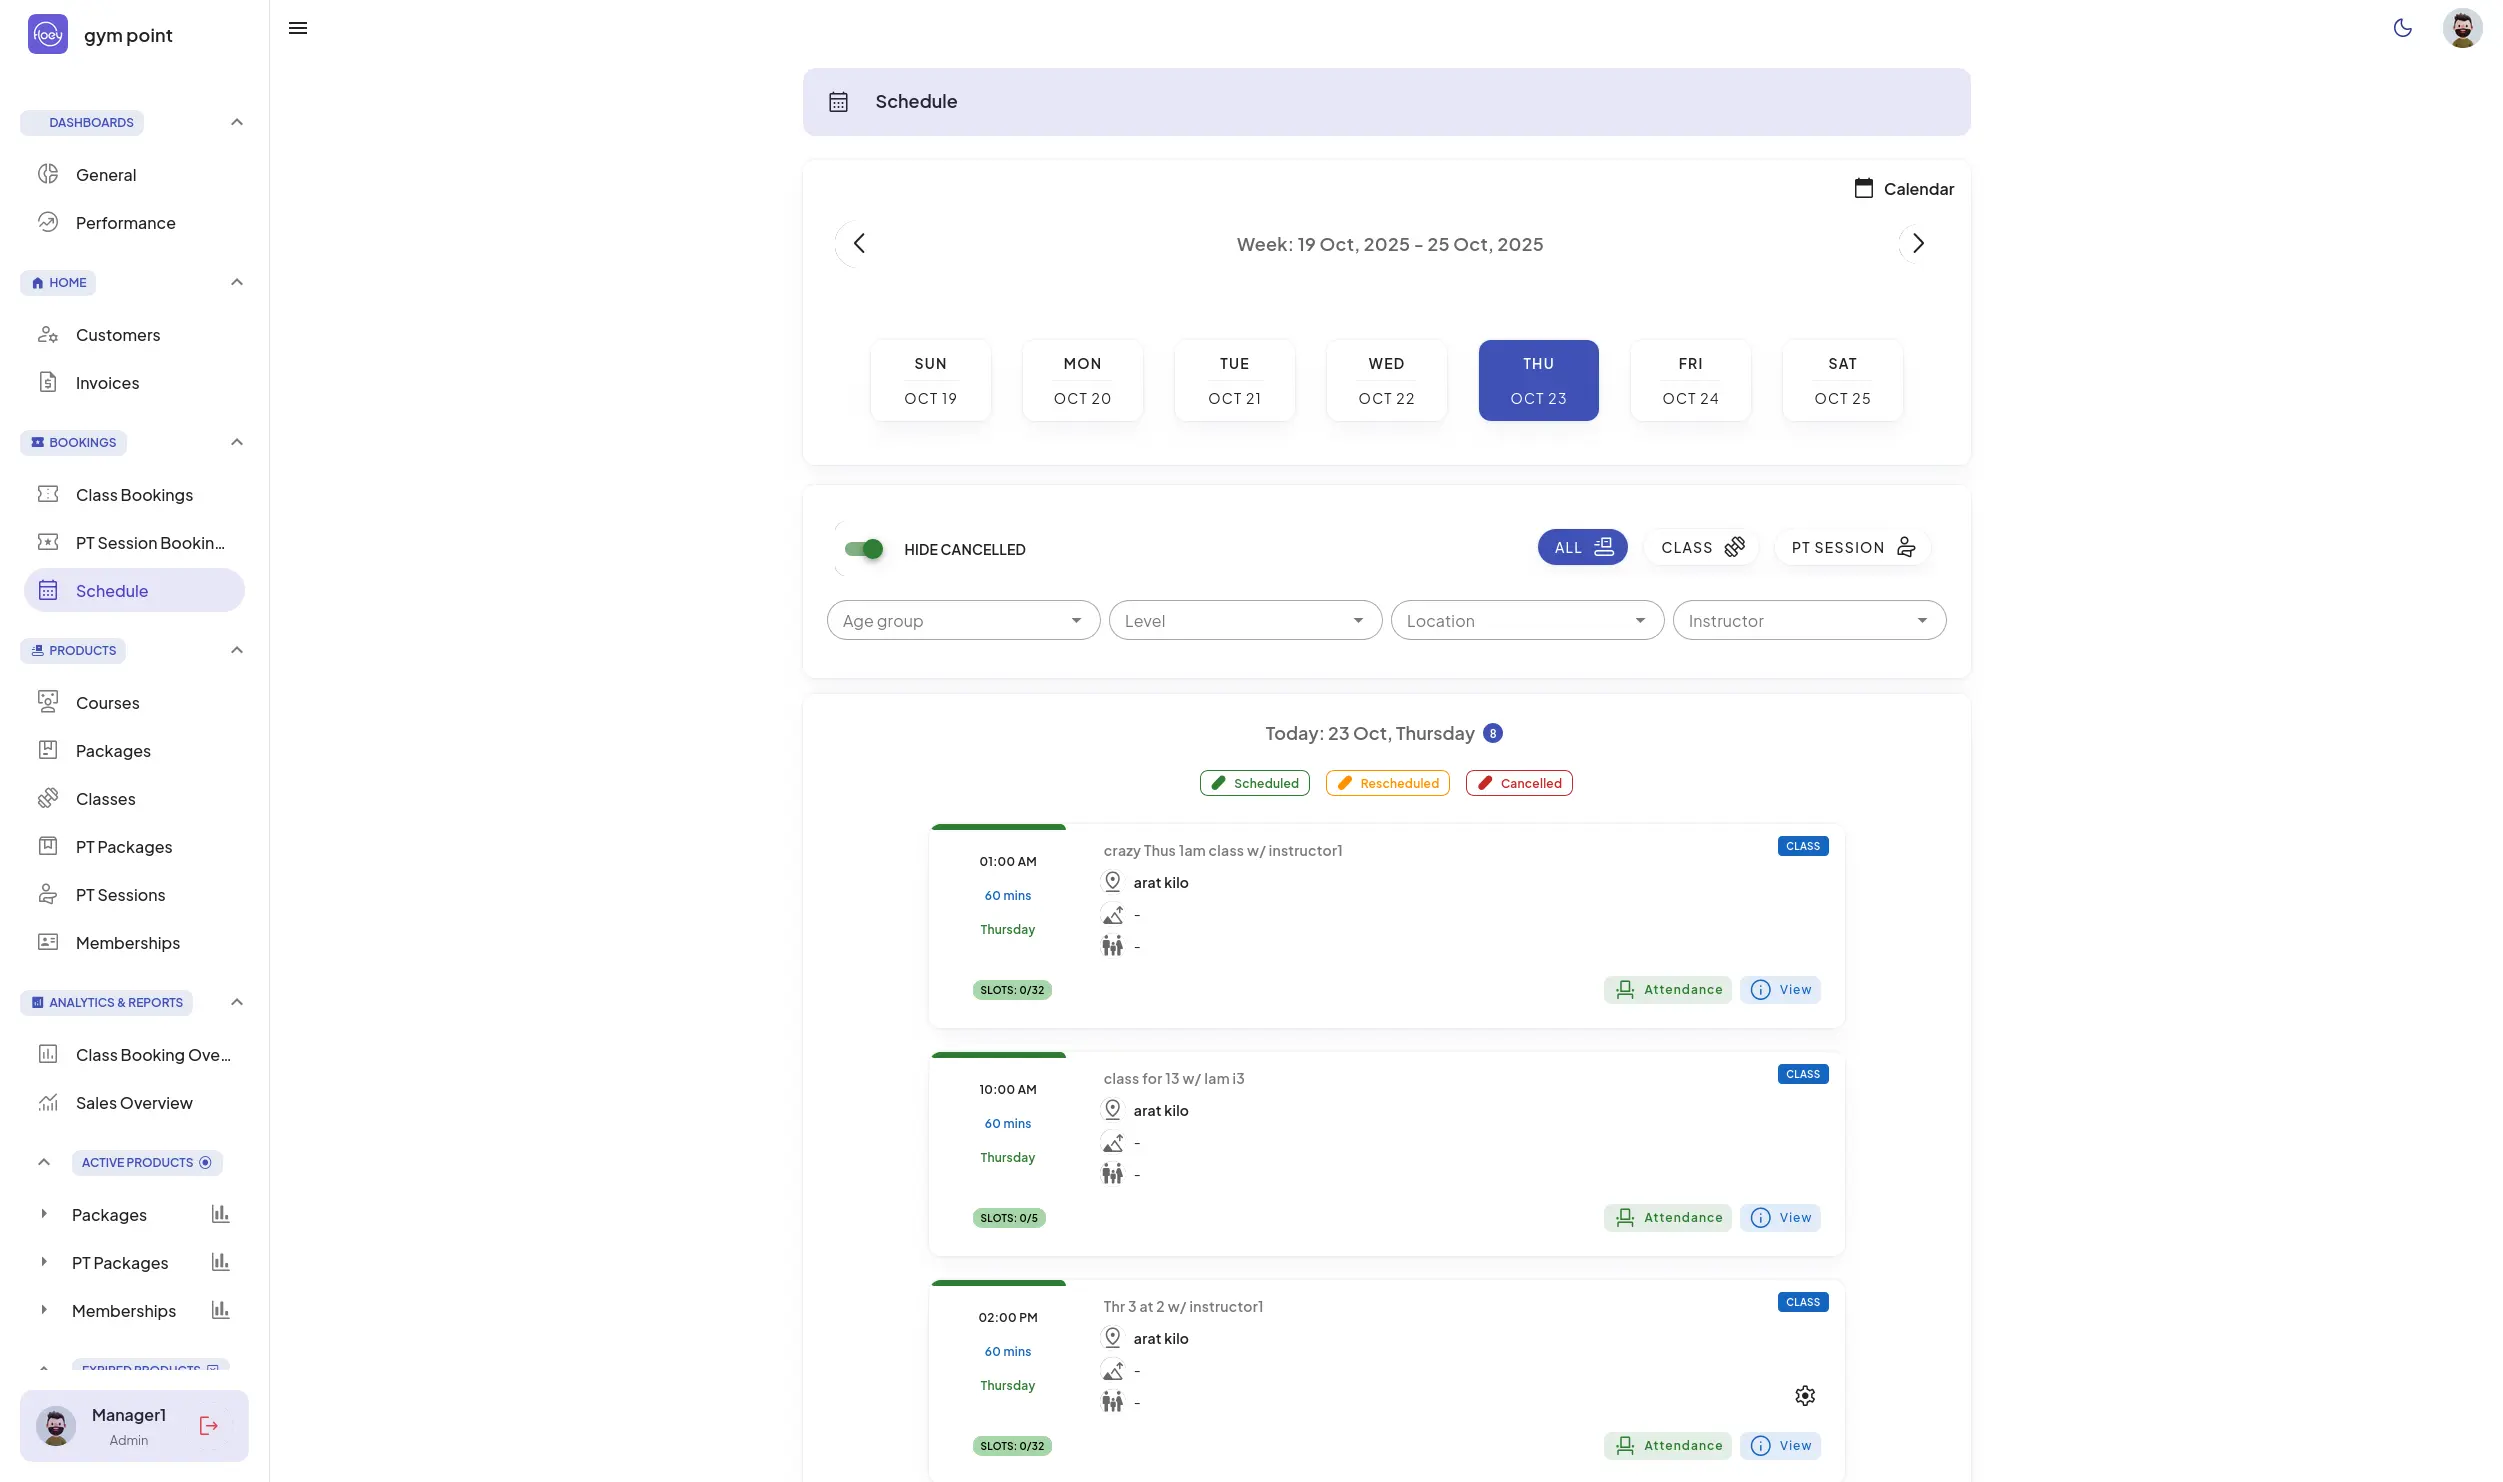 floey
gym point
DASHBOARDS
General
Performance
HOME
Customers
Invoices
BOOKINGS
Class Bookings
PT Session Bookin...
Schedule
PRODUCTS
Courses
Packages
Classes
PT Packages
PT Sessions
Memberships
ANALYTICS & REPORTS
Class Booking Ove...
Sales Overview
ACTIVE PRODUCTS
Packages
PT Packages
Memberships
EXPIRED PRODUCTS
Manager1
Admin
Schedule
Calendar
Week: 19 Oct, 2025 - 25 Oct, 2025
SUN MON TUE WED THU FRI SAT
OCT 19 OCT 20 OCT 21 OCT 22 OCT 23 OCT 24 OCT 25
HIDE CANCELLED ALL CLASS PT SESSION
Age group Level Location Instructor
Today: 23 Oct, Thursday 8
Scheduled Rescheduled Cancelled
01:00 AM
60 mins
Thursday
SLOTS: 0/32
crazy Thus 1am class w/ instructor1
CLASS
arat kilo
-
-
Attendance View
10:00 AM
60 mins
Thursday
SLOTS: 0/5
class for 13 w/ Iam i3
CLASS
arat kilo
-
-
Attendance View
02:00 PM
60 mins
Thursday
SLOTS: 0/32
Thr 3 at 2 w/ instructor1
CLASS
arat kilo
-
-
Attendance View